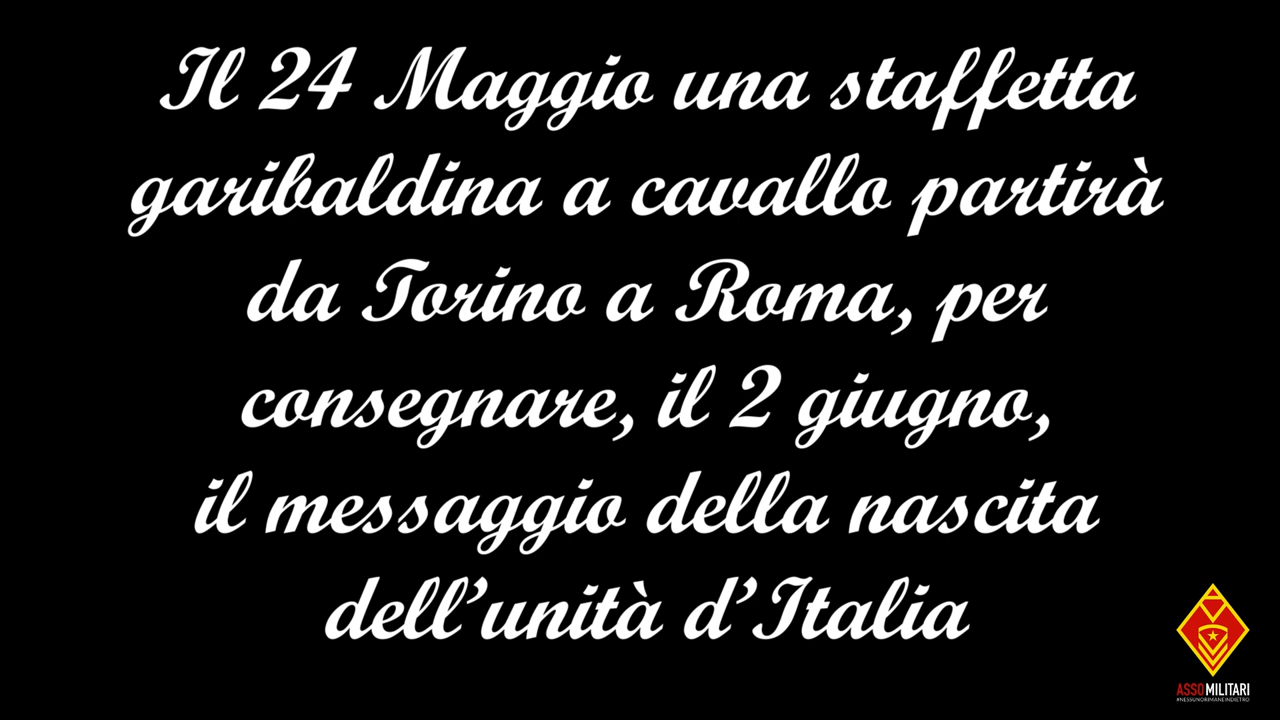 Il 24 Maggio una staffetta
garibaldina a cavallo partirà
da Torino a Roma, per
consegnare, il 2 giugno,
il messaggio della nascita
dell'unità d'Italia
ASSOMILITARI
#NESSUNORIMANEINDIETRO